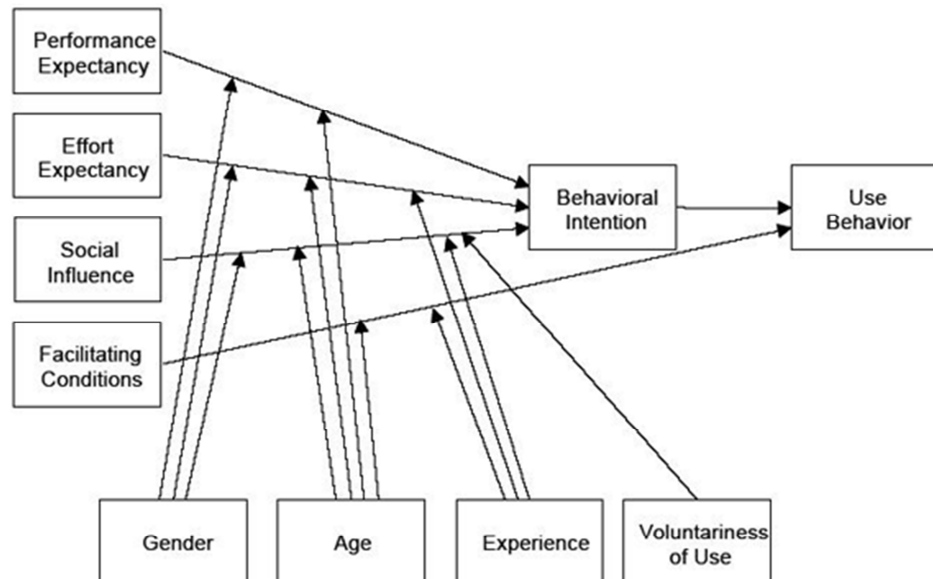 Performance
Expectancy
Effort
Expectancy
Social
Influence
Facilitating
Conditions
Behavioral
Intention
Use
Behavior
Gender
Age
Experience
Voluntariness
of Use